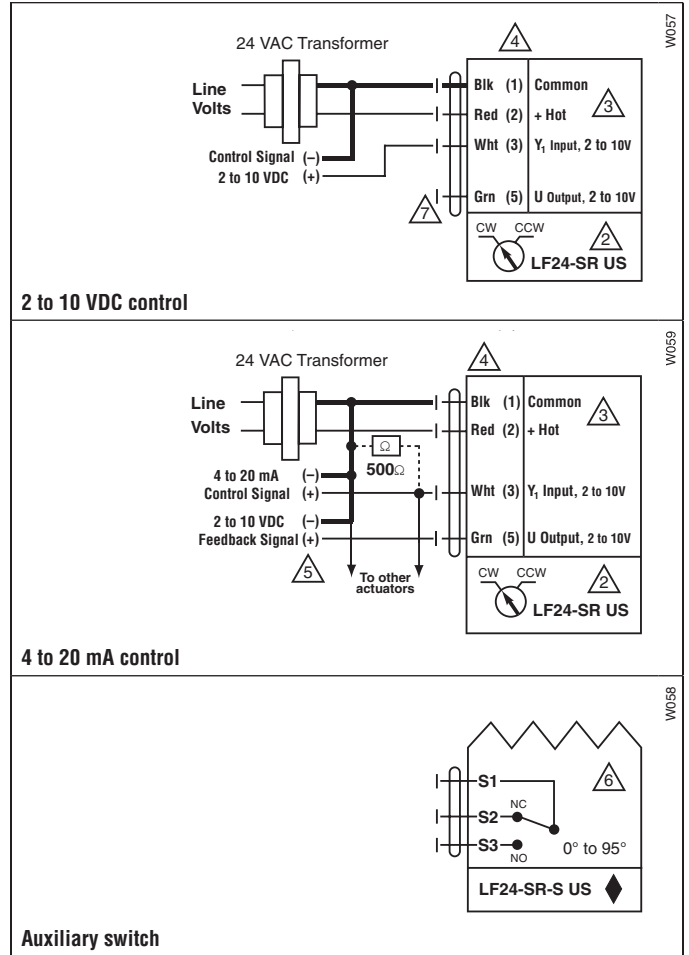 W057
24 VAC Transformer
4
Line
Volts
Blk (1) Common
3
Red (2) + Hot
Control Signal (–)
2 to 10 VDC (+)
Wht (3) Y₁ Input, 2 to 10V
7
Grn (5) U Output, 2 to 10V
CW CCW
2
LF24-SR US
2 to 10 VDC control
W059
24 VAC Transformer
4
Line
Volts
Blk (1) Common
3
Red (2) + Hot
Ω
500Ω
4 to 20 mA (–)
Control Signal (+)
Wht (3) Y₁ Input, 2 to 10V
2 to 10 VDC (–)
Feedback Signal (+)
Grn (5) U Output, 2 to 10V
5
To other
actuators
CW CCW
2
LF24-SR US
4 to 20 mA control
W058
S1
6
NC
S2
S3
NO
0° to 95°
LF24-SR-S US
Auxiliary switch